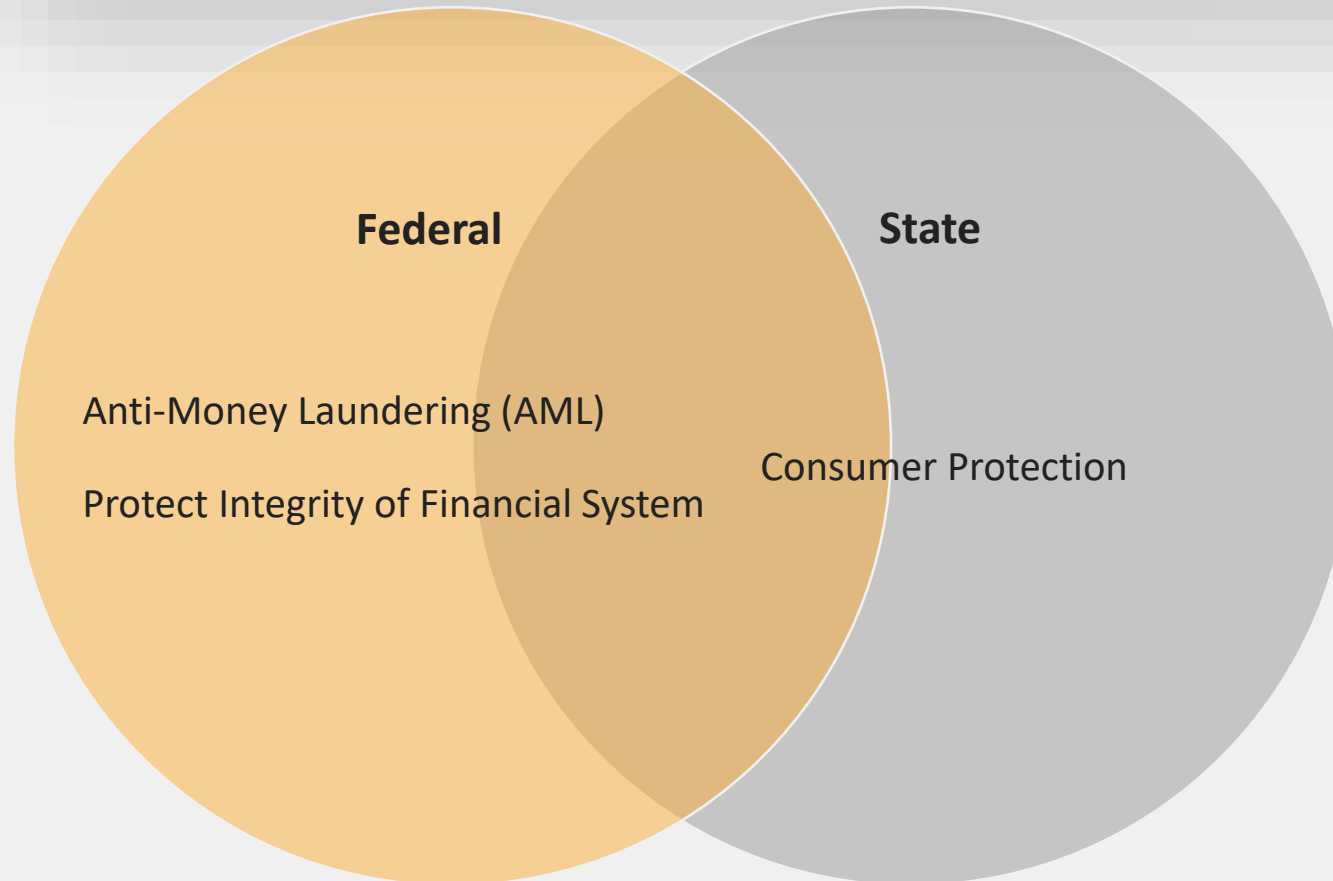 Federal
State
Anti-Money Laundering (AML)
Consumer Protection
Protect Integrity of Financial System